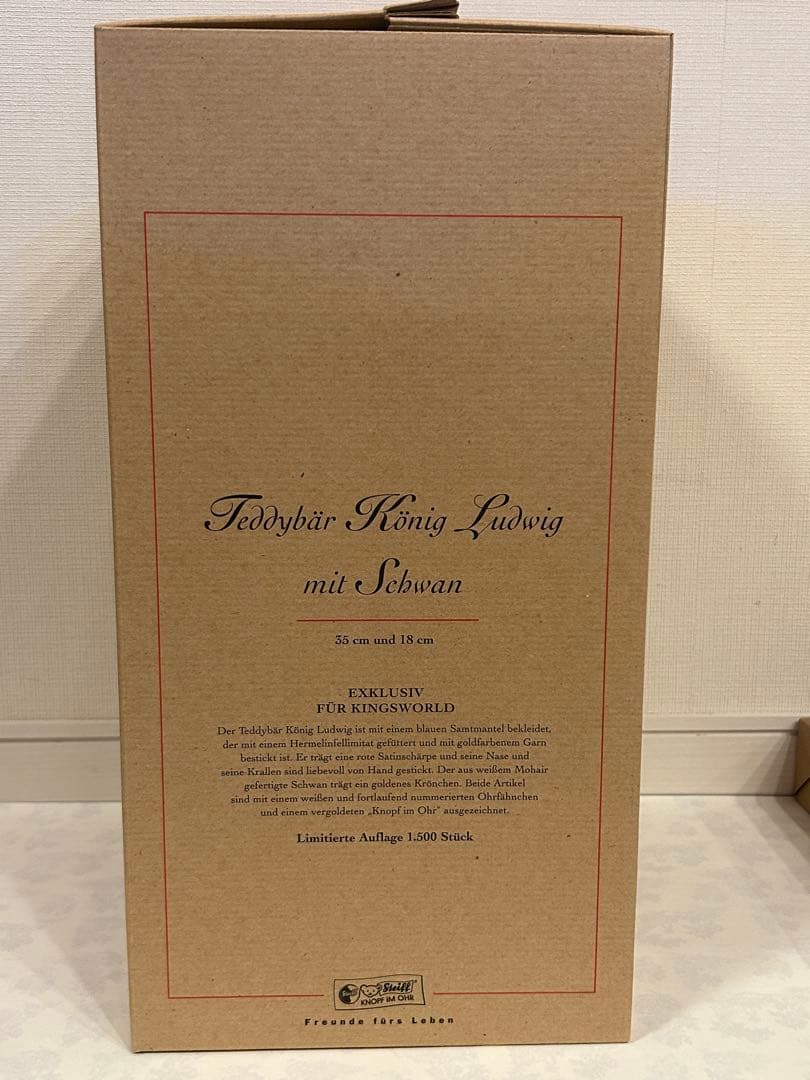 Teddybär König Ludwig
mit Schwan
35 cm und 18 cm
EXKLUSIV
FÜR KINGSWORLD
Der Teddybär König Ludwig ist mit einem blauen Samtmantel bekleidet,
der mit einem Hermelinfellimitat gefüttert und mit goldfarbenem Garn
bestickt ist. Er trägt eine rote Satinschärpe und seine Nase und
seine Krallen sind liebevoll von Hand gestickt. Der aus weißem Mohair
gefertigte Schwan trägt ein goldenes Krönchen. Beide Artikel
sind mit einem weißen und fortlaufend nummerierten Ohrfähnchen
und einem vergoldeten „Knopf im Ohr" ausgezeichnet.
Limitierte Auflage 1.500 Stück
Steiff
KNOPF IM OHR
Freunde fürs Leben